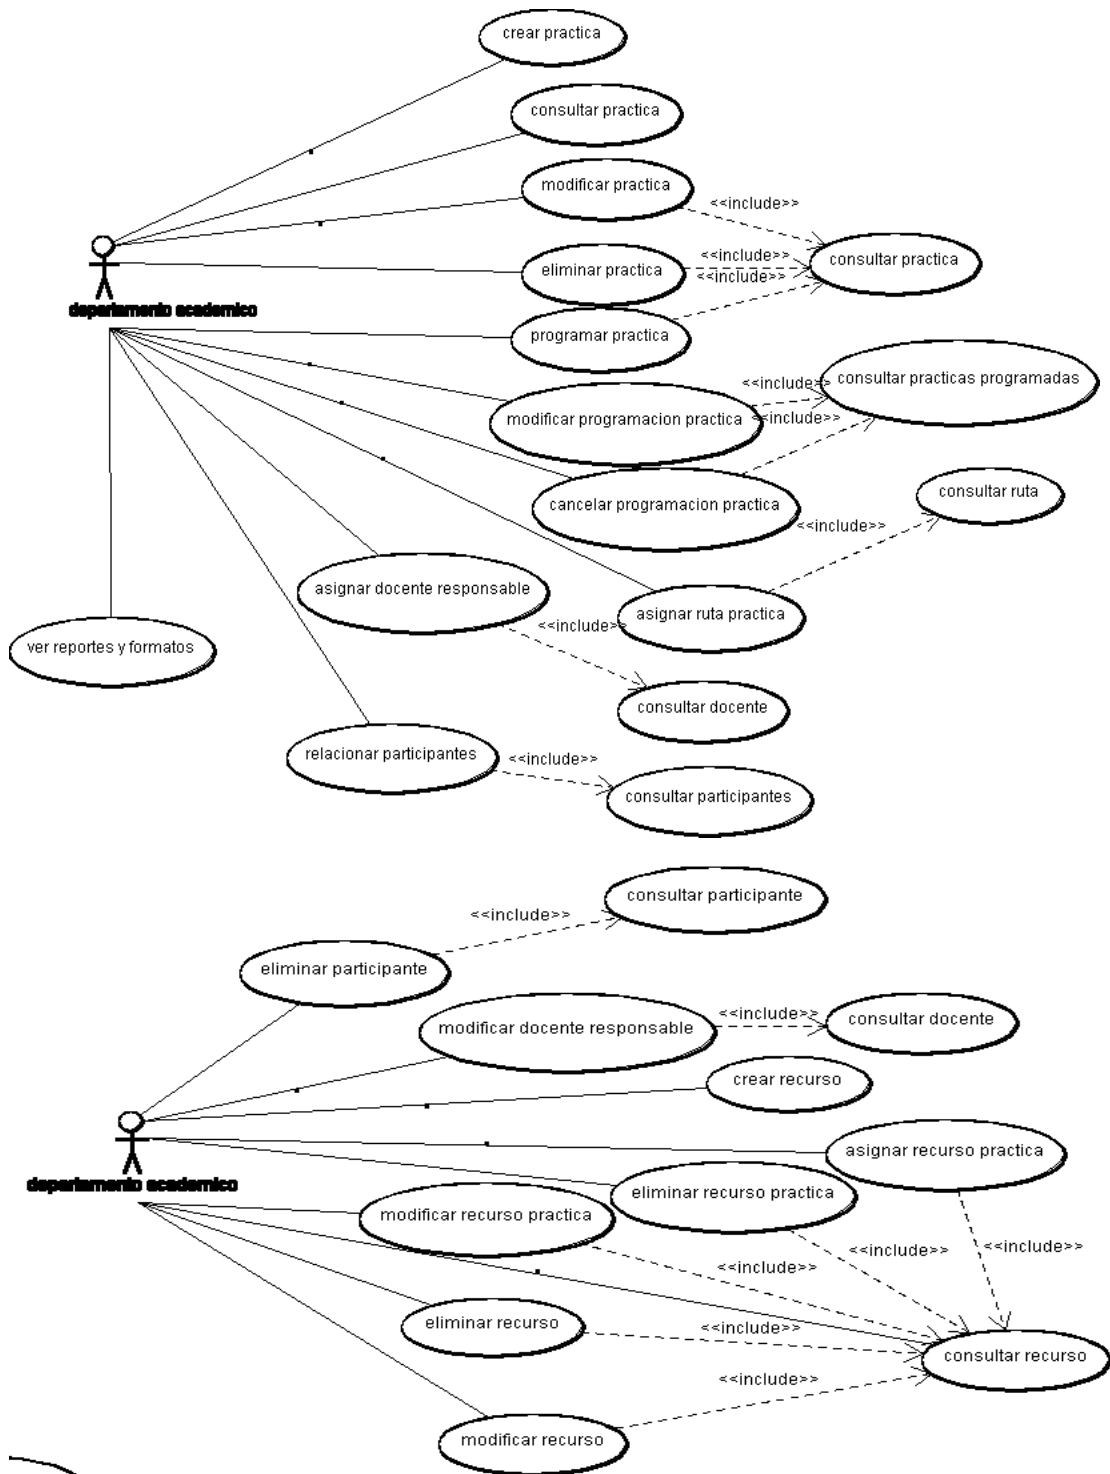 crear practica
consultar practica
modificar practica
<<include>>
consultar practica
eliminar practica
<<include>>
<<include>>
departamento academico
programar practica
consultar practicas programadas
<<include>>
modificar programacion practica
<<include>>
consultar ruta
cancelar programacion practica
<<include>>
asignar docente responsable
asignar ruta practica
<<include>>
ver reportes y formatos
consultar docente
relacionar participantes
<<include>>
consultar participantes
consultar participante
<<include>>
eliminar participante
modificar docente responsable
<<include>>
consultar docente
crear recurso
asignar recurso practica
departamento academico
eliminar recurso practica
modificar recurso practica
<<include>>
<<include>>
<<include>>
eliminar recurso
<<include>>
consultar recurso
<<include>>
modificar recurso